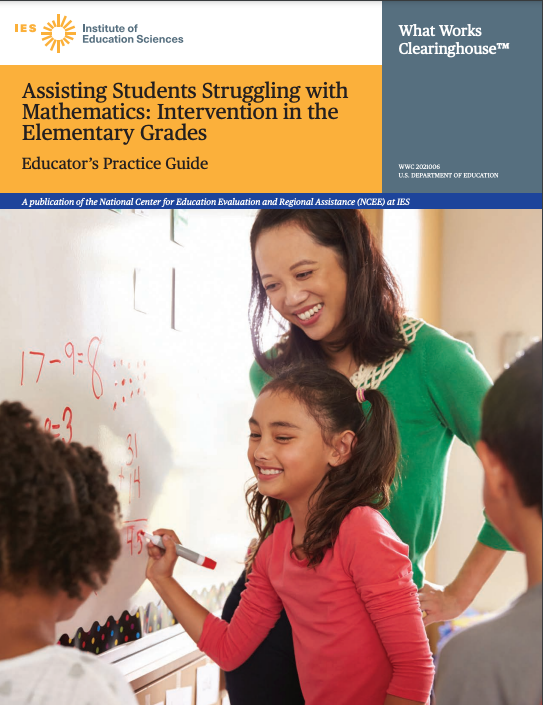 IES
Institute of
Education Sciences
What Works
Clearinghouse™
Assisting Students Struggling with
Mathematics: Intervention in the
Elementary Grades
Educator's Practice Guide
WWC 2021006
U.S. DEPARTMENT OF EDUCATION
A publication of the National Center for Education Evaluation and Regional Assistance (NCEE) at IES
17-9=8
=3
31
+14
45